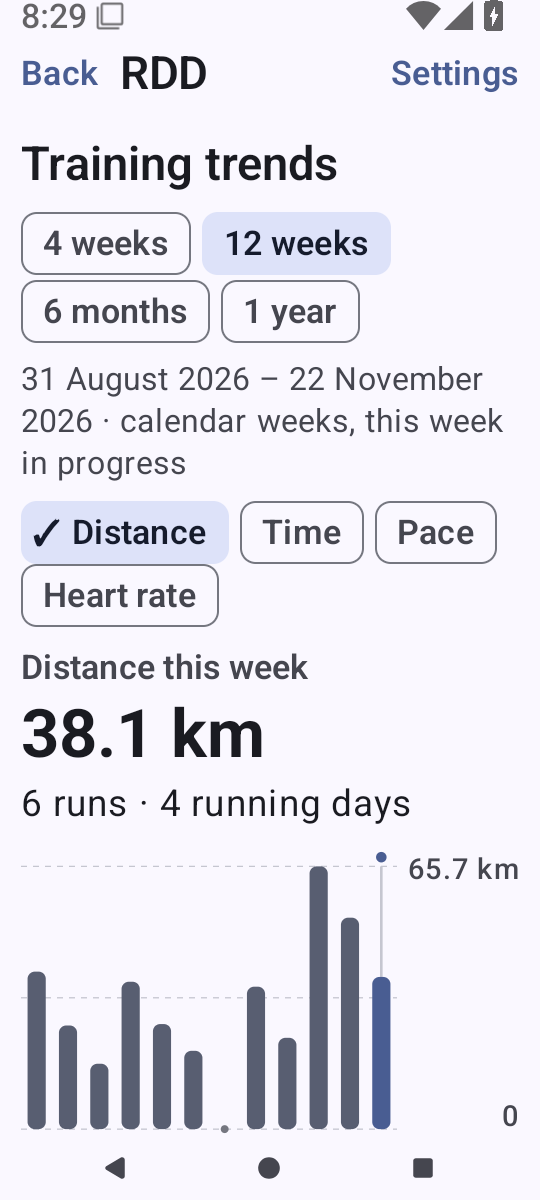 8:29
Back RDD Settings
Training trends
4 weeks 12 weeks
6 months 1 year
31 August 2026 – 22 November
2026 · calendar weeks, this week
in progress
✓ Distance Time Pace
Heart rate
Distance this week
38.1 km
6 runs · 4 running days
65.7 km
0